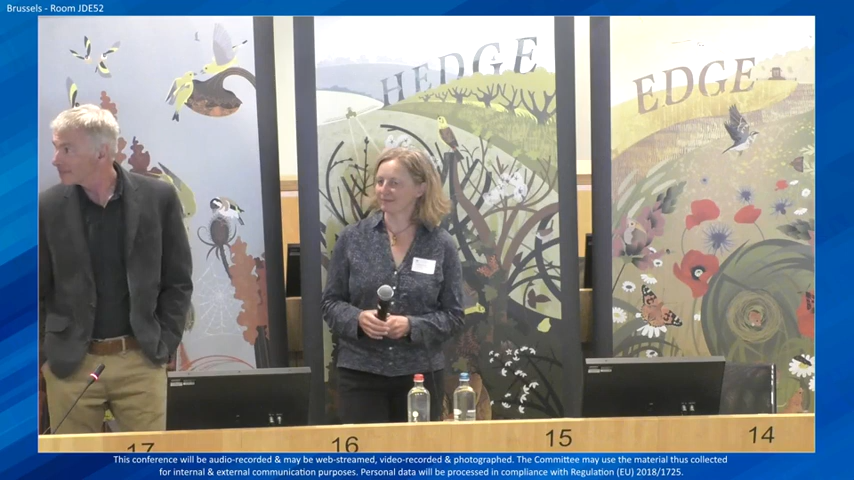 Brussels - Room JDE52
HEDGE
EDGE
17
16
15
14
This conference will be audio-recorded & may be web-streamed, video-recorded & photographed. The Committee may use the material thus collected
for internal & external communication purposes. Personal data will be processed in compliance with Regulation (EU) 2018/1725.